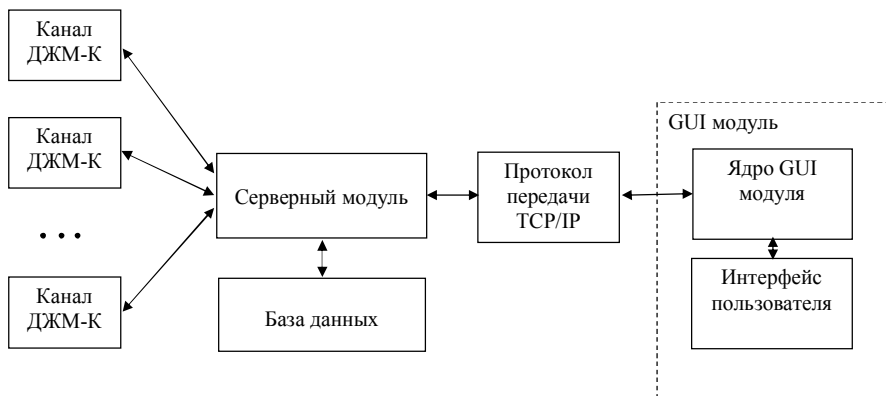 Канал
ДЖМ-К
Канал
ДЖМ-К
...
Канал
ДЖМ-К
Серверный модуль
База данных
Протокол
передачи
TCP/IP
GUI модуль
Ядро GUI
модуля
Интерфейс
пользователя